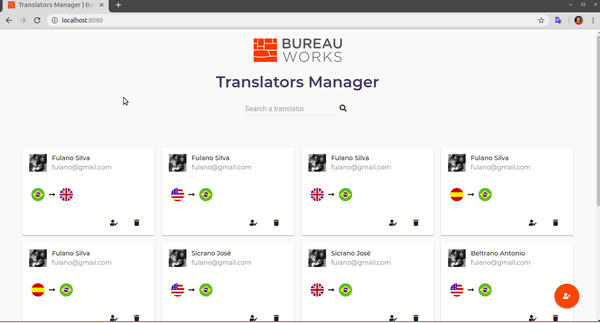 Translators Manager | Bur
localhost:8080
BUREAU
WORKS
Translators Manager
Search a translator
Fulano Silva
fulano@gmail.com
Fulano Silva
fulano@gmail.com
Fulano Silva
fulano@gmail.com
Fulano Silva
fulano@gmail.com
Fulano Silva
fulano@gmail.com
Sicrano José
fulano@gmail.com
Sicrano José
fulano@gmail.com
Beltrano Antonio
fulano@gmail.com